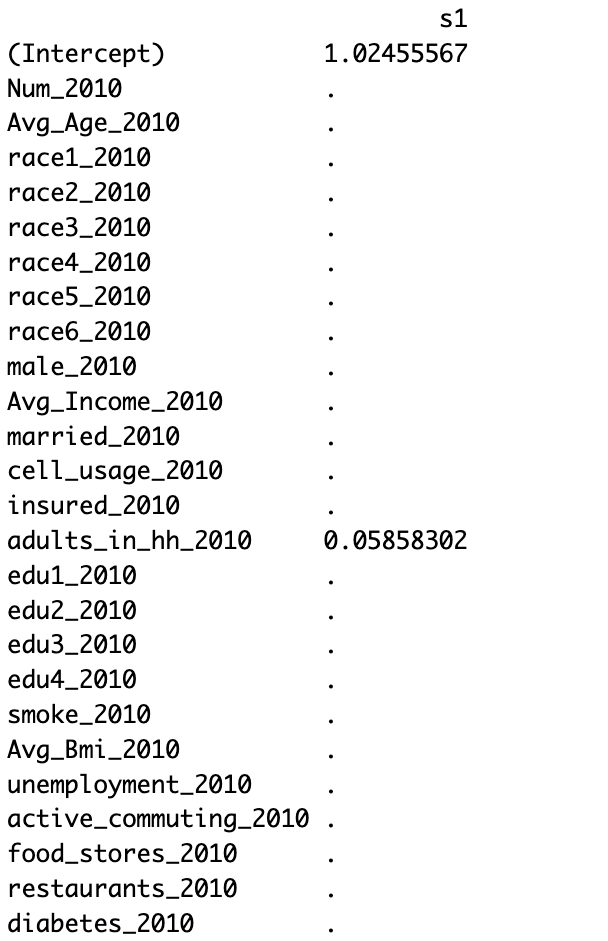 s1
(Intercept) 1.02455567
Num_2010 .
Avg_Age_2010 .
race1_2010 .
race2_2010 .
race3_2010 .
race4_2010 .
race5_2010 .
race6_2010 .
male_2010 .
Avg_Income_2010 .
married_2010 .
cell_usage_2010 .
insured_2010 .
adults_in_hh_2010 0.05858302
edu1_2010 .
edu2_2010 .
edu3_2010 .
edu4_2010 .
smoke_2010 .
Avg_Bmi_2010 .
unemployment_2010 .
active_commuting_2010 .
food_stores_2010 .
restaurants_2010 .
diabetes_2010 .